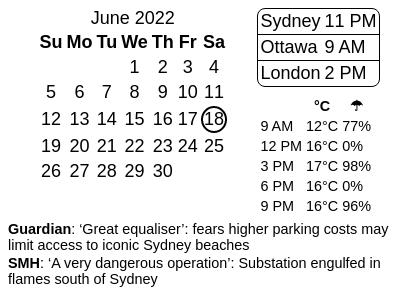 June 2022
Su Mo Tu We Th Fr Sa
1 2 3 4
5 6 7 8 9 10 11
12 13 14 15 16 17 18
19 20 21 22 23 24 25
26 27 28 29 30
Sydney 11 PM
Ottawa 9 AM
London 2 PM
°C ☂
9 AM 12°C 77%
12 PM 16°C 0%
3 PM 17°C 98%
6 PM 16°C 0%
9 PM 16°C 96%
Guardian: ‘Great equaliser’: fears higher parking costs may
limit access to iconic Sydney beaches
SMH: ‘A very dangerous operation’: Substation engulfed in
flames south of Sydney